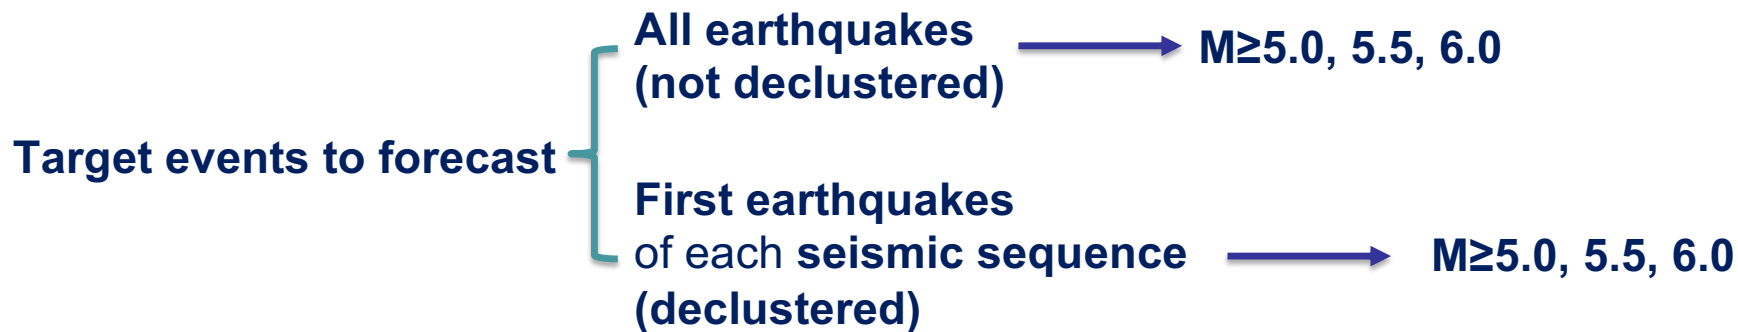 Target events to forecast
All earthquakes
(not declustered)
M≥5.0, 5.5, 6.0
First earthquakes
of each seismic sequence
(declustered)
M≥5.0, 5.5, 6.0